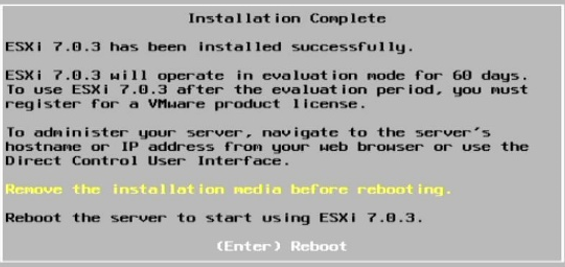 Installation Complete
ESXi 7.0.3 has been installed successfully.
ESXi 7.0.3 will operate in evaluation mode for 60 days.
To use ESXi 7.0.3 after the evaluation period, you must
register for a VMware product license.
To administer your server, navigate to the server's
hostname or IP address from your web browser or use the
Direct Control User Interface.
Remove the installation media before rebooting.
Reboot the server to start using ESXi 7.0.3.
(Enter) Reboot